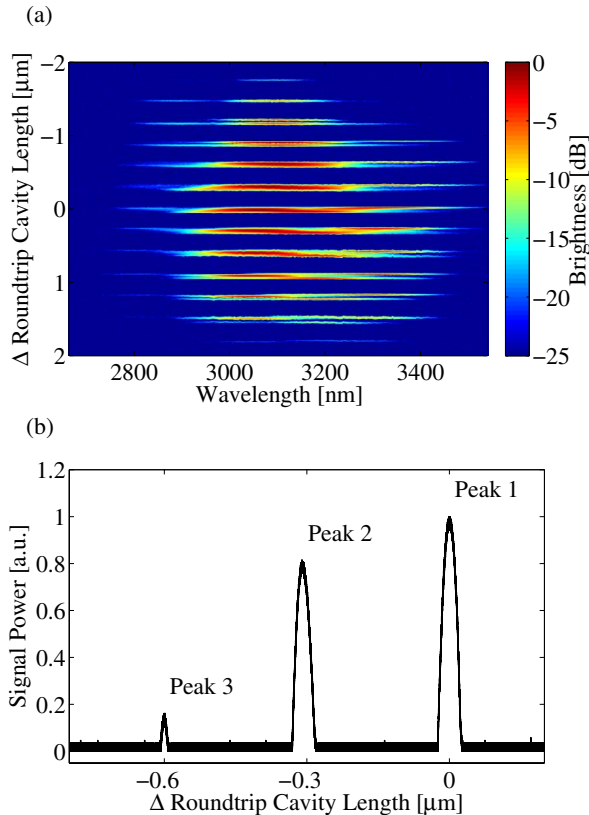 (a)
−2
−1
0
1
2
Δ Roundtrip Cavity Length [μm]
2800
3000
3200
3400
Wavelength [nm]
0
−5
−10
−15
−20
−25
Brightness [dB]
(b)
1.2
1
0.8
0.6
0.4
0.2
0
Signal Power [a.u.]
Peak 1
Peak 2
Peak 3
−0.6
−0.3
0
Δ Roundtrip Cavity Length [μm]